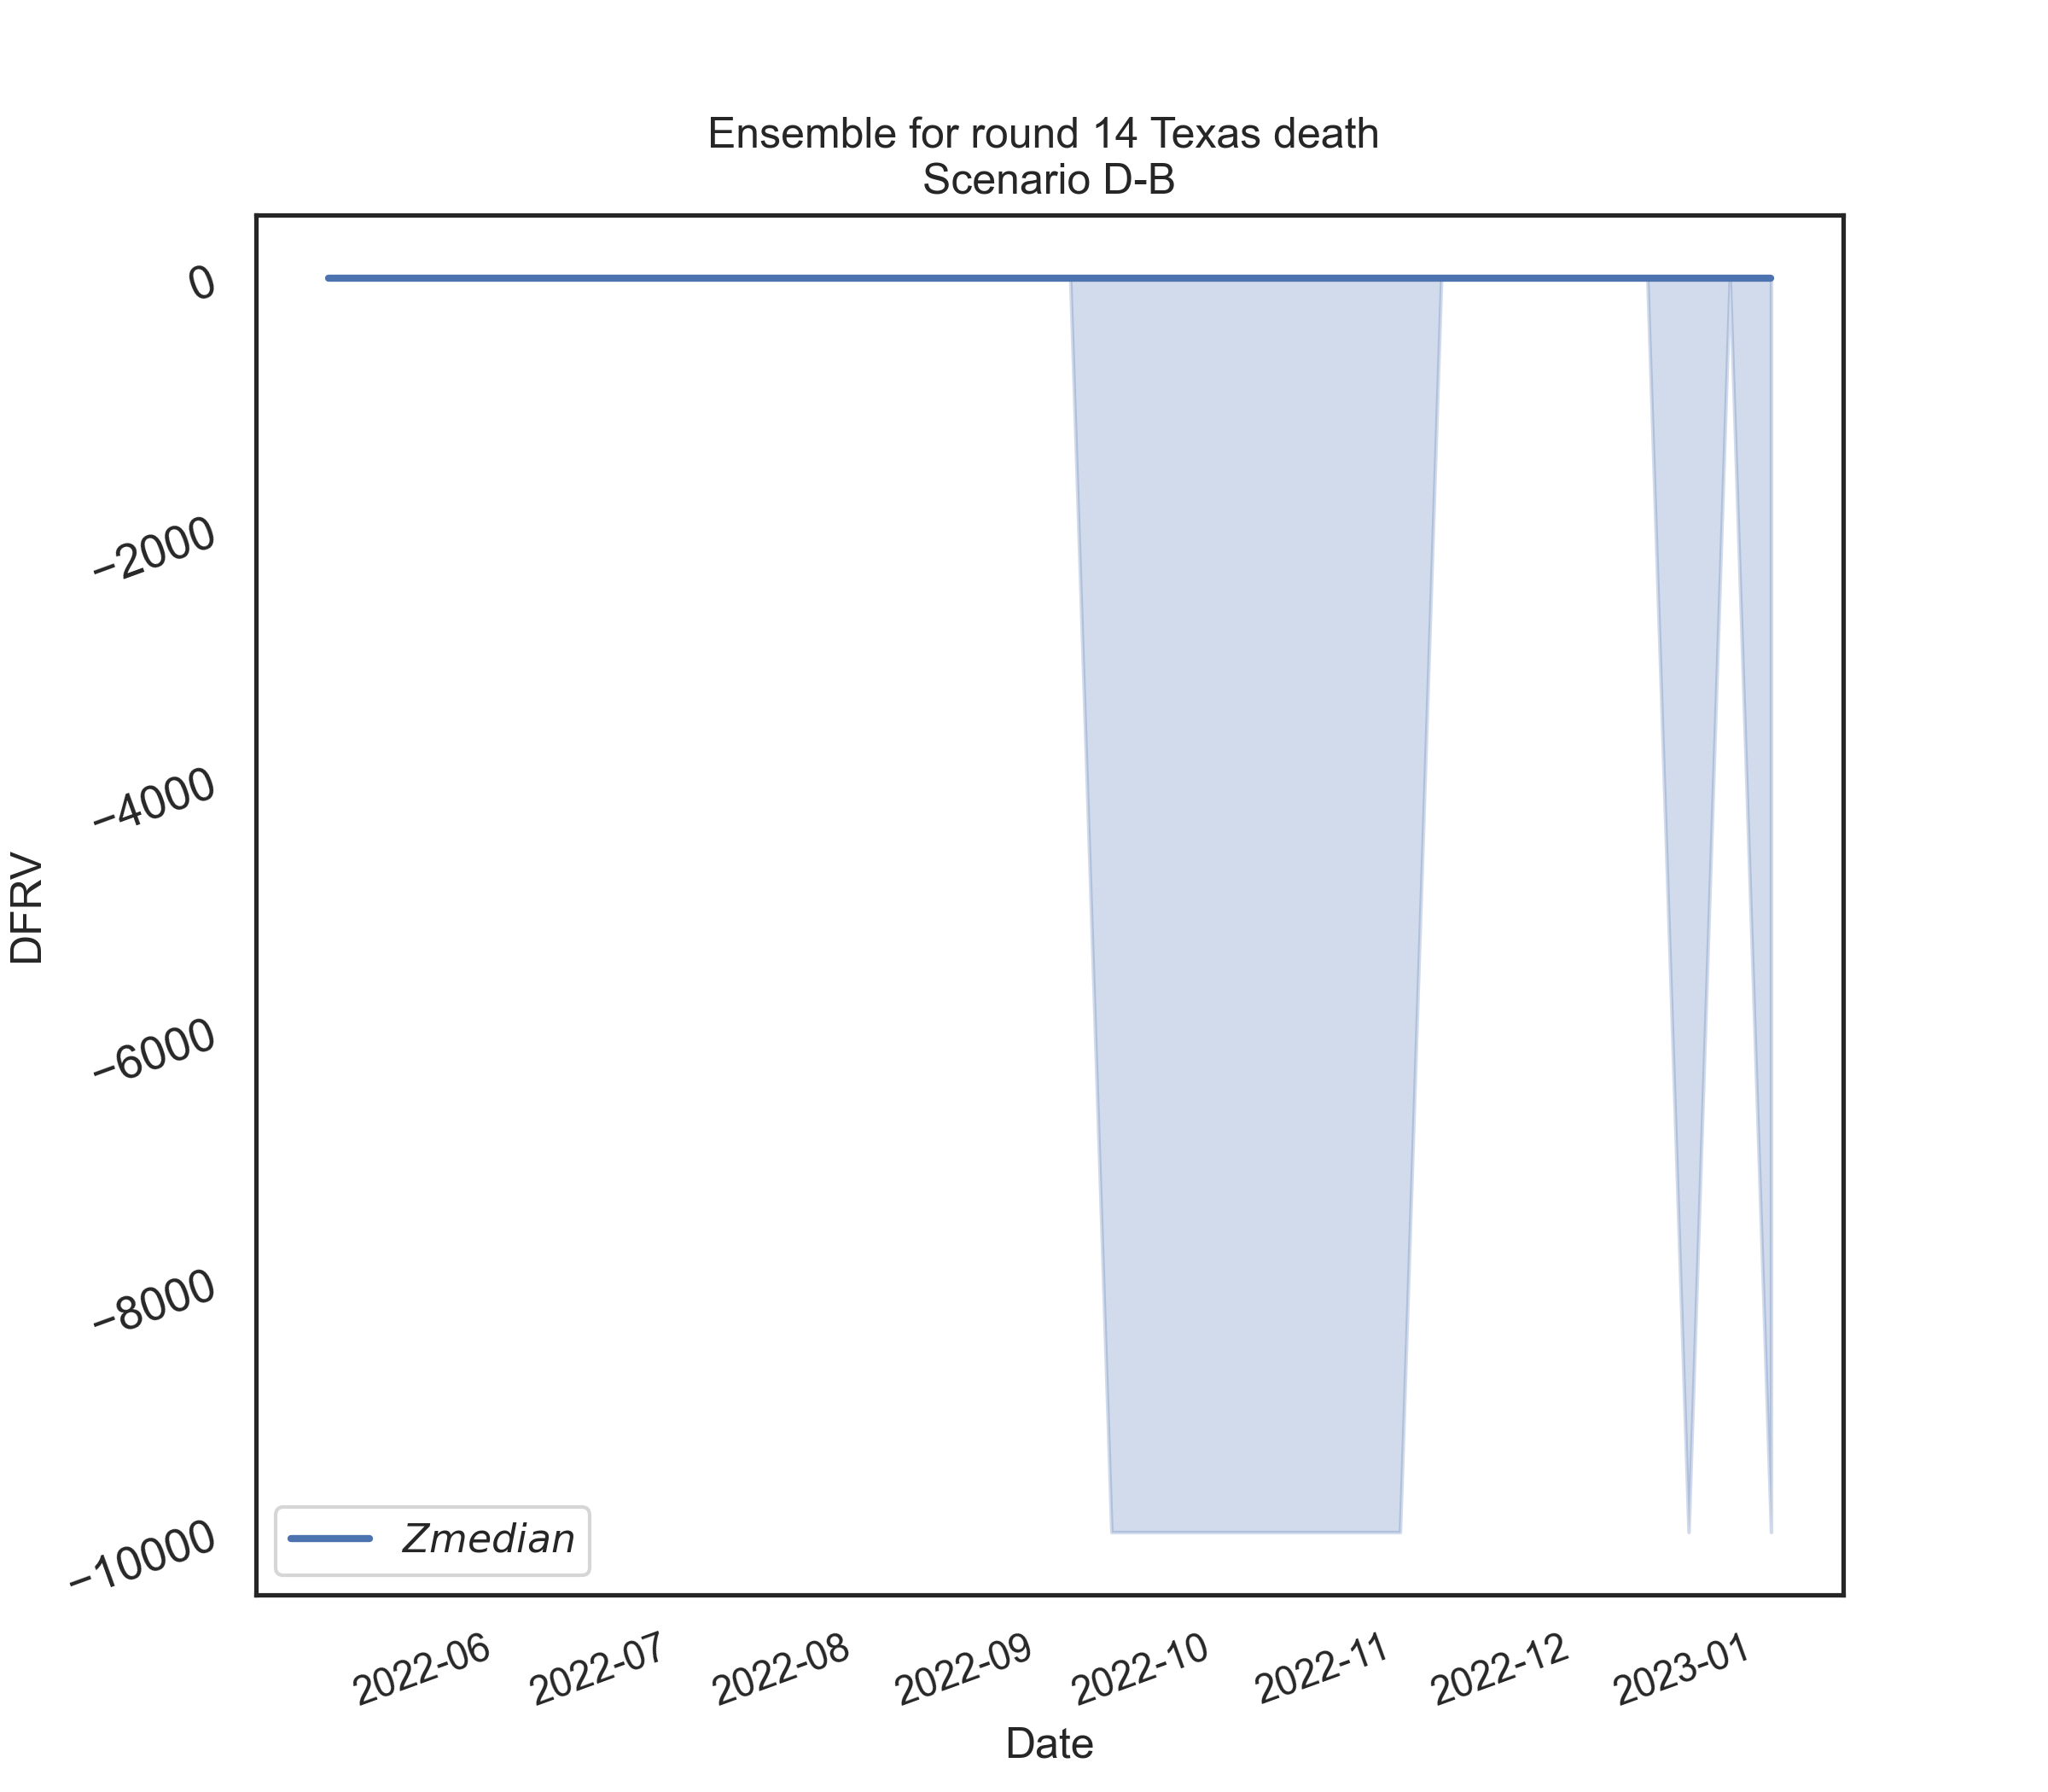 Ensemble for round 14 Texas death
Scenario D-B
0
−2000
−4000
−6000
−8000
−10000
DFRV
Zmedian
2022-06
2022-07
2022-08
2022-09
2022-10
2022-11
2022-12
2023-01
Date